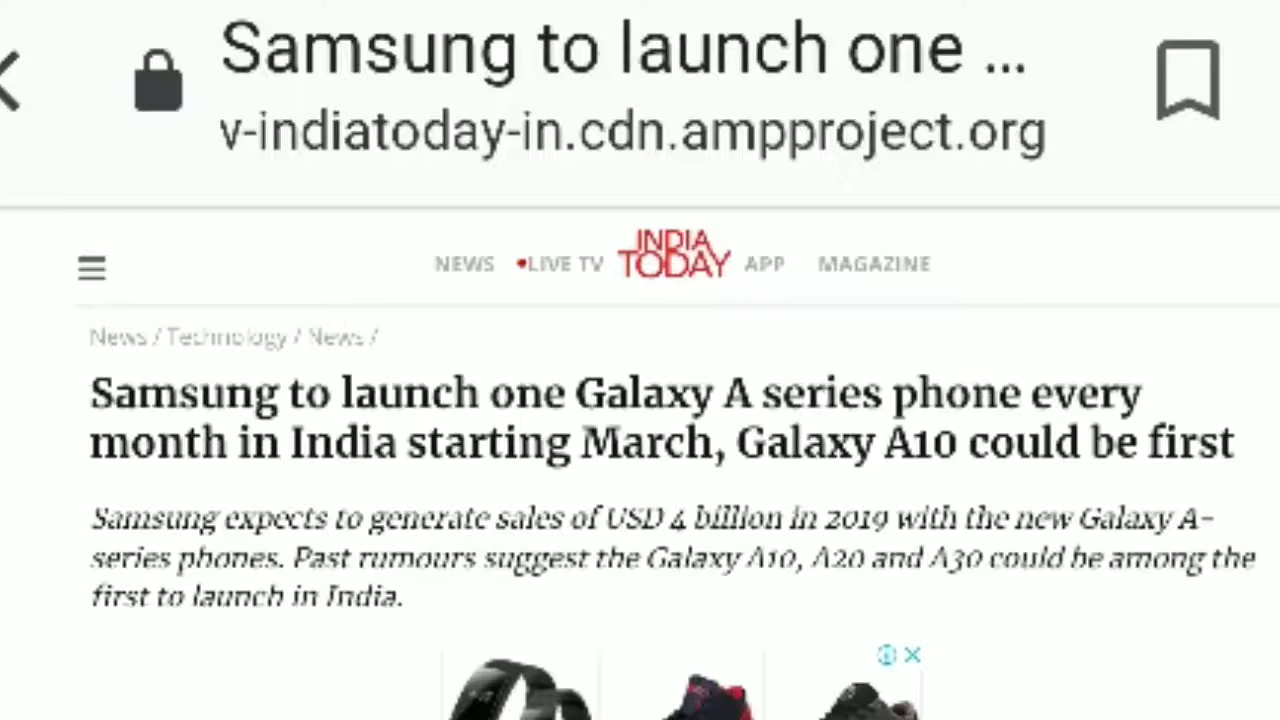 Samsung to launch one ...
v-indiatoday-in.cdn.ampproject.org
NEWS LIVE TV INDIA TODAY APP MAGAZINE
News / Technology / News /
Samsung to launch one Galaxy A series phone every
month in India starting March, Galaxy A10 could be first
Samsung expects to generate sales of USD 4 billion in 2019 with the new Galaxy A-
series phones. Past rumours suggest the Galaxy A10, A20 and A30 could be among the
first to launch in India.